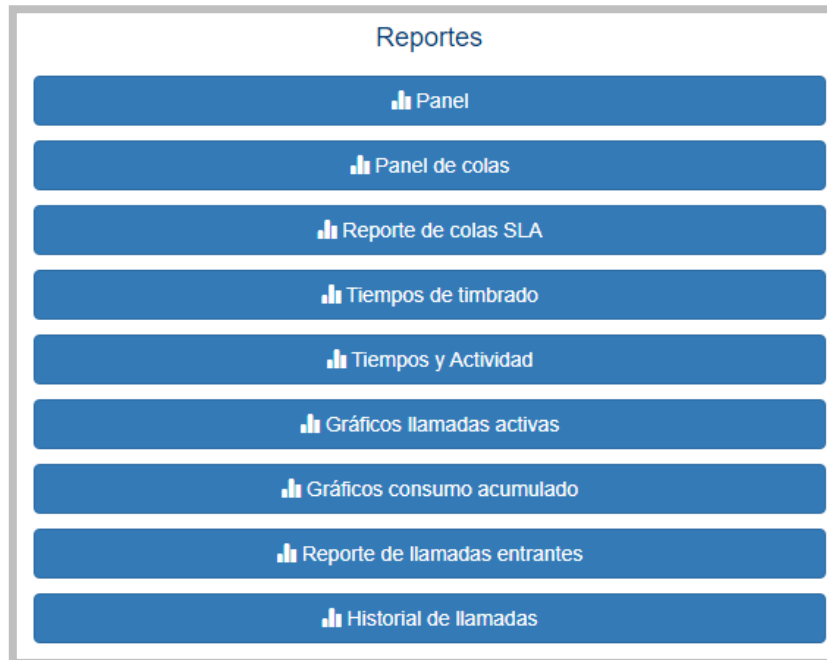 Reportes
Panel
Panel de colas
Reporte de colas SLA
Tiempos de timbrado
Tiempos y Actividad
Gráficos llamadas activas
Gráficos consumo acumulado
Reporte de llamadas entrantes
Historial de llamadas